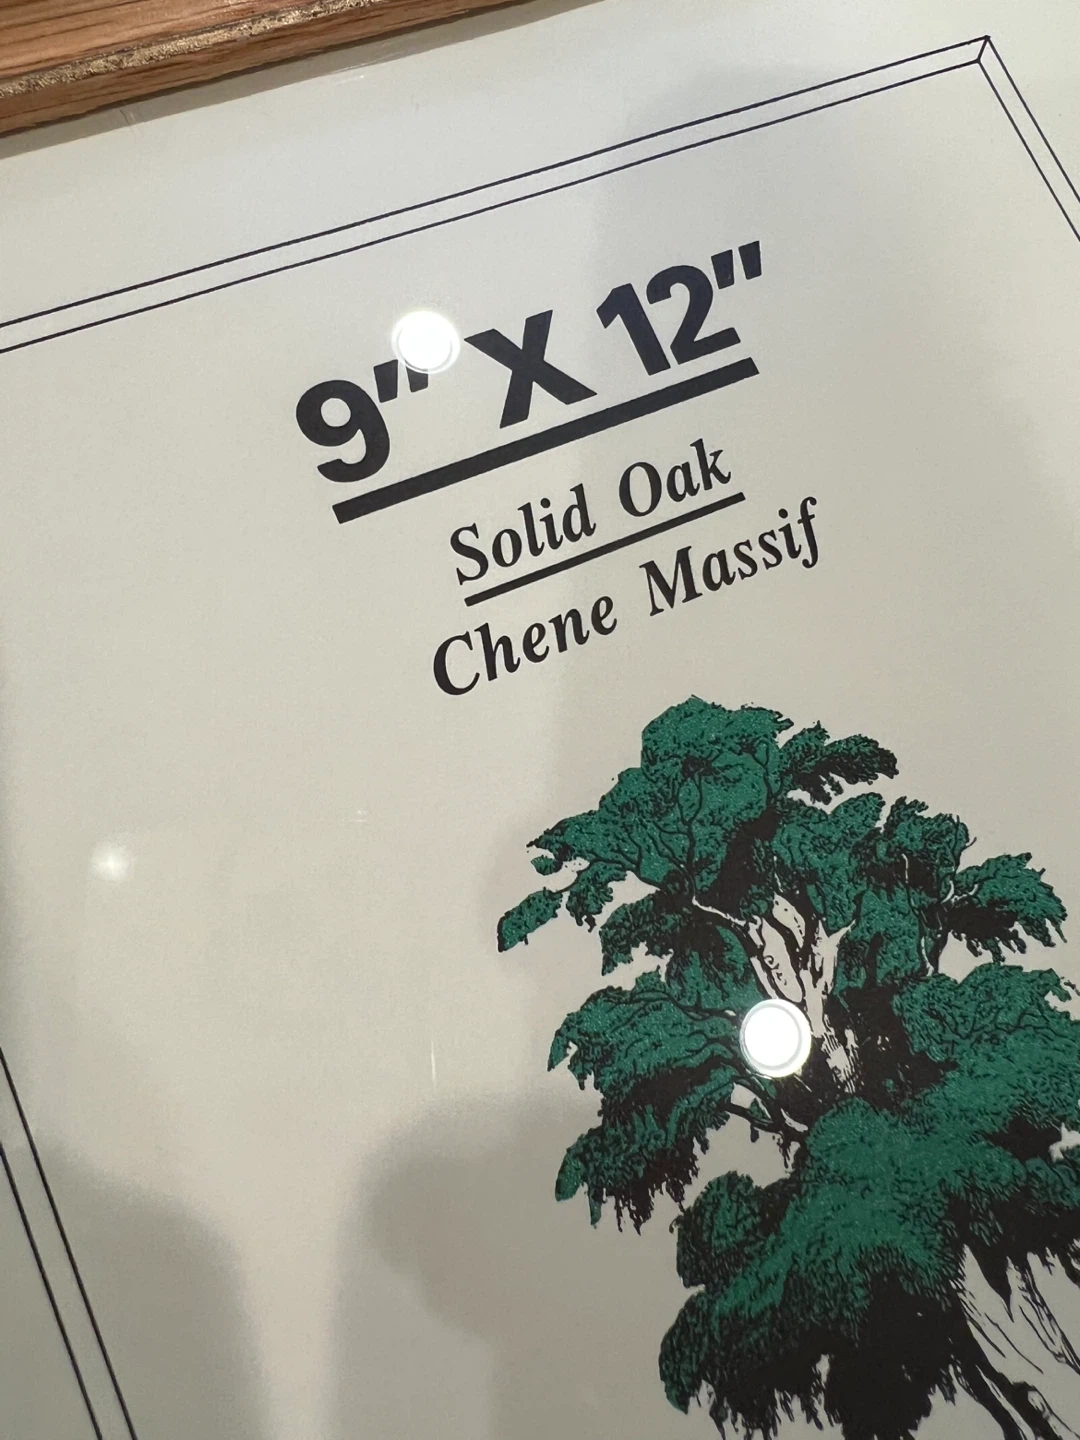 9" X 12"
Solid Oak
Chene Massif